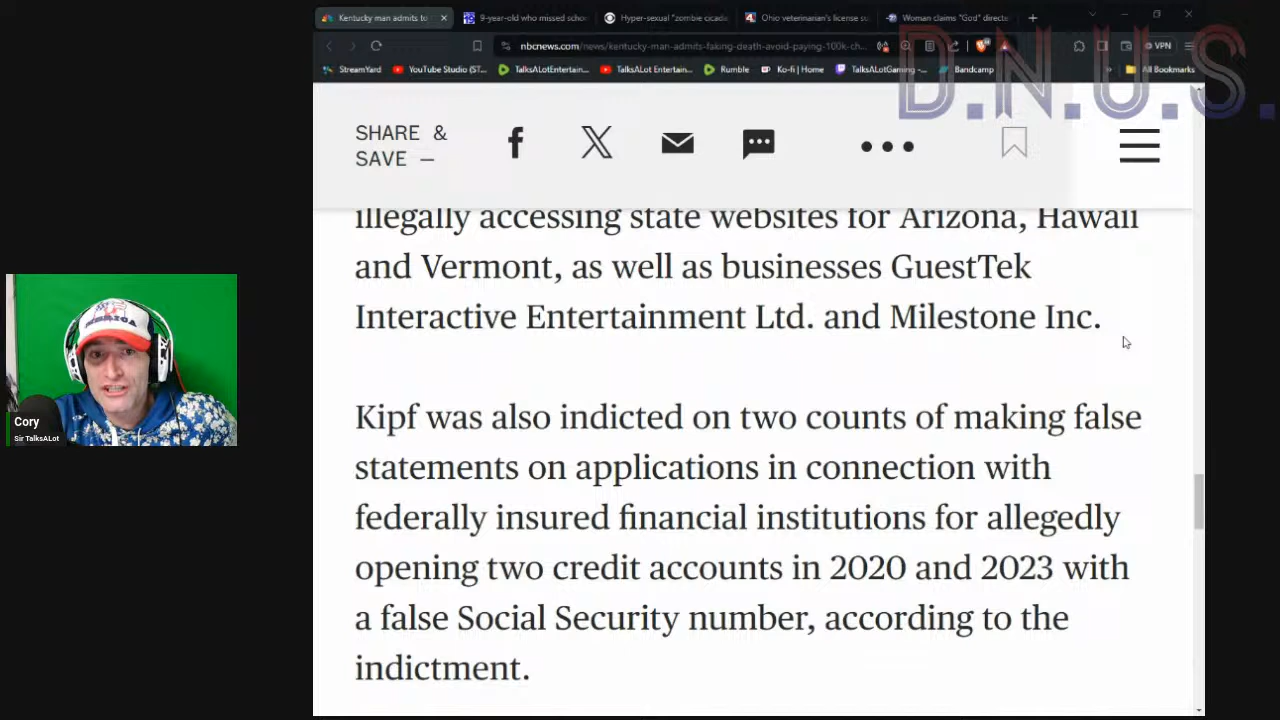 Kentucky man admits to
9-year-old who missed scho
Hyper-sexual "zombie cicada
Ohio veterinarian's license su
Woman claims "God" directe
nbcnews.com/news/kentucky-man-admits-faking-death-avoid-paying-100k-ch...
VPN
StreamYard
YouTube Studio (ST...
TalksALotEntertain...
TalksALot Entertain...
Rumble
Ko-fi | Home
TalksALotGaming -...
Bandcamp
»
All Bookmarks
D.N.U.S.
SHARE &
SAVE —
illegally accessing state websites for Arizona, Hawaii
and Vermont, as well as businesses GuestTek
Interactive Entertainment Ltd. and Milestone Inc.
Kipf was also indicted on two counts of making false
statements on applications in connection with
federally insured financial institutions for allegedly
opening two credit accounts in 2020 and 2023 with
a false Social Security number, according to the
indictment.
Cory
Sir TalksALot